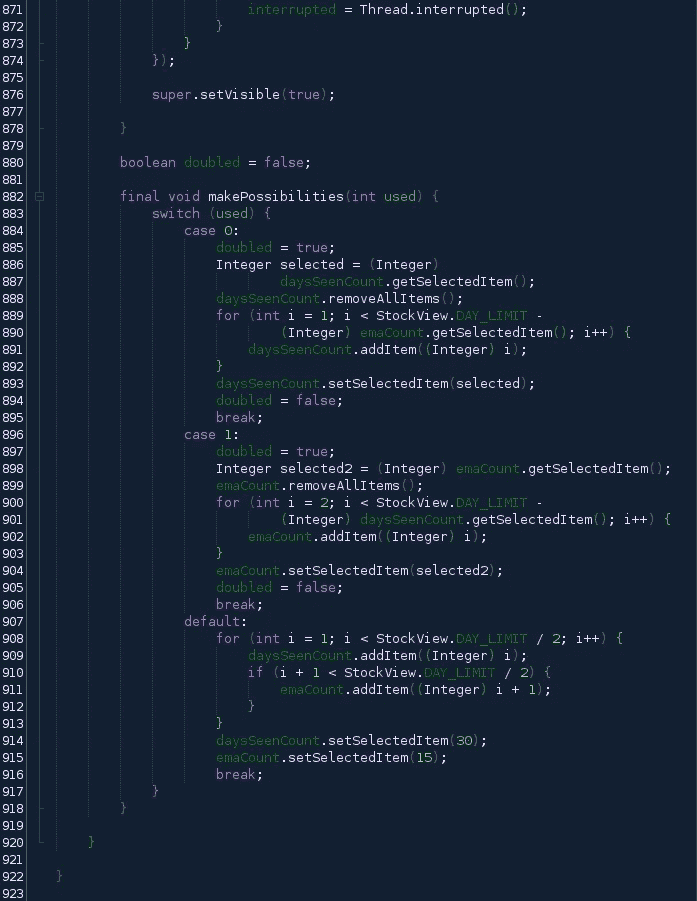 871 interrupted = Thread.interrupted();
872 }
873 }
874 });
875
876 super.setVisible(true);
877
878 }
879
880 boolean doubled = false;
881
882 final void makePossibilities(int used) {
883 switch (used) {
884 case 0:
885 doubled = true;
886 Integer selected = (Integer)
887 daysSeenCount.getSelectedItem();
888 daysSeenCount.removeAllItems();
889 for (int i = 1; i < StockView.DAY_LIMIT -
890 (Integer) emaCount.getSelectedItem(); i++) {
891 daysSeenCount.addItem((Integer) i);
892 }
893 daysSeenCount.setSelectedItem(selected);
894 doubled = false;
895 break;
896 case 1:
897 doubled = true;
898 Integer selected2 = (Integer) emaCount.getSelectedItem();
899 emaCount.removeAllItems();
900 for (int i = 2; i < StockView.DAY_LIMIT -
901 (Integer) daysSeenCount.getSelectedItem(); i++) {
902 emaCount.addItem((Integer) i);
903 }
904 emaCount.setSelectedItem(selected2);
905 doubled = false;
906 break;
907 default:
908 for (int i = 1; i < StockView.DAY_LIMIT / 2; i++) {
909 daysSeenCount.addItem((Integer) i);
910 if (i + 1 < StockView.DAY_LIMIT / 2) {
911 emaCount.addItem((Integer) i + 1);
912 }
913 }
914 daysSeenCount.setSelectedItem(30);
915 emaCount.setSelectedItem(15);
916 break;
917 }
918 }
919
920 }
921
922 }
923